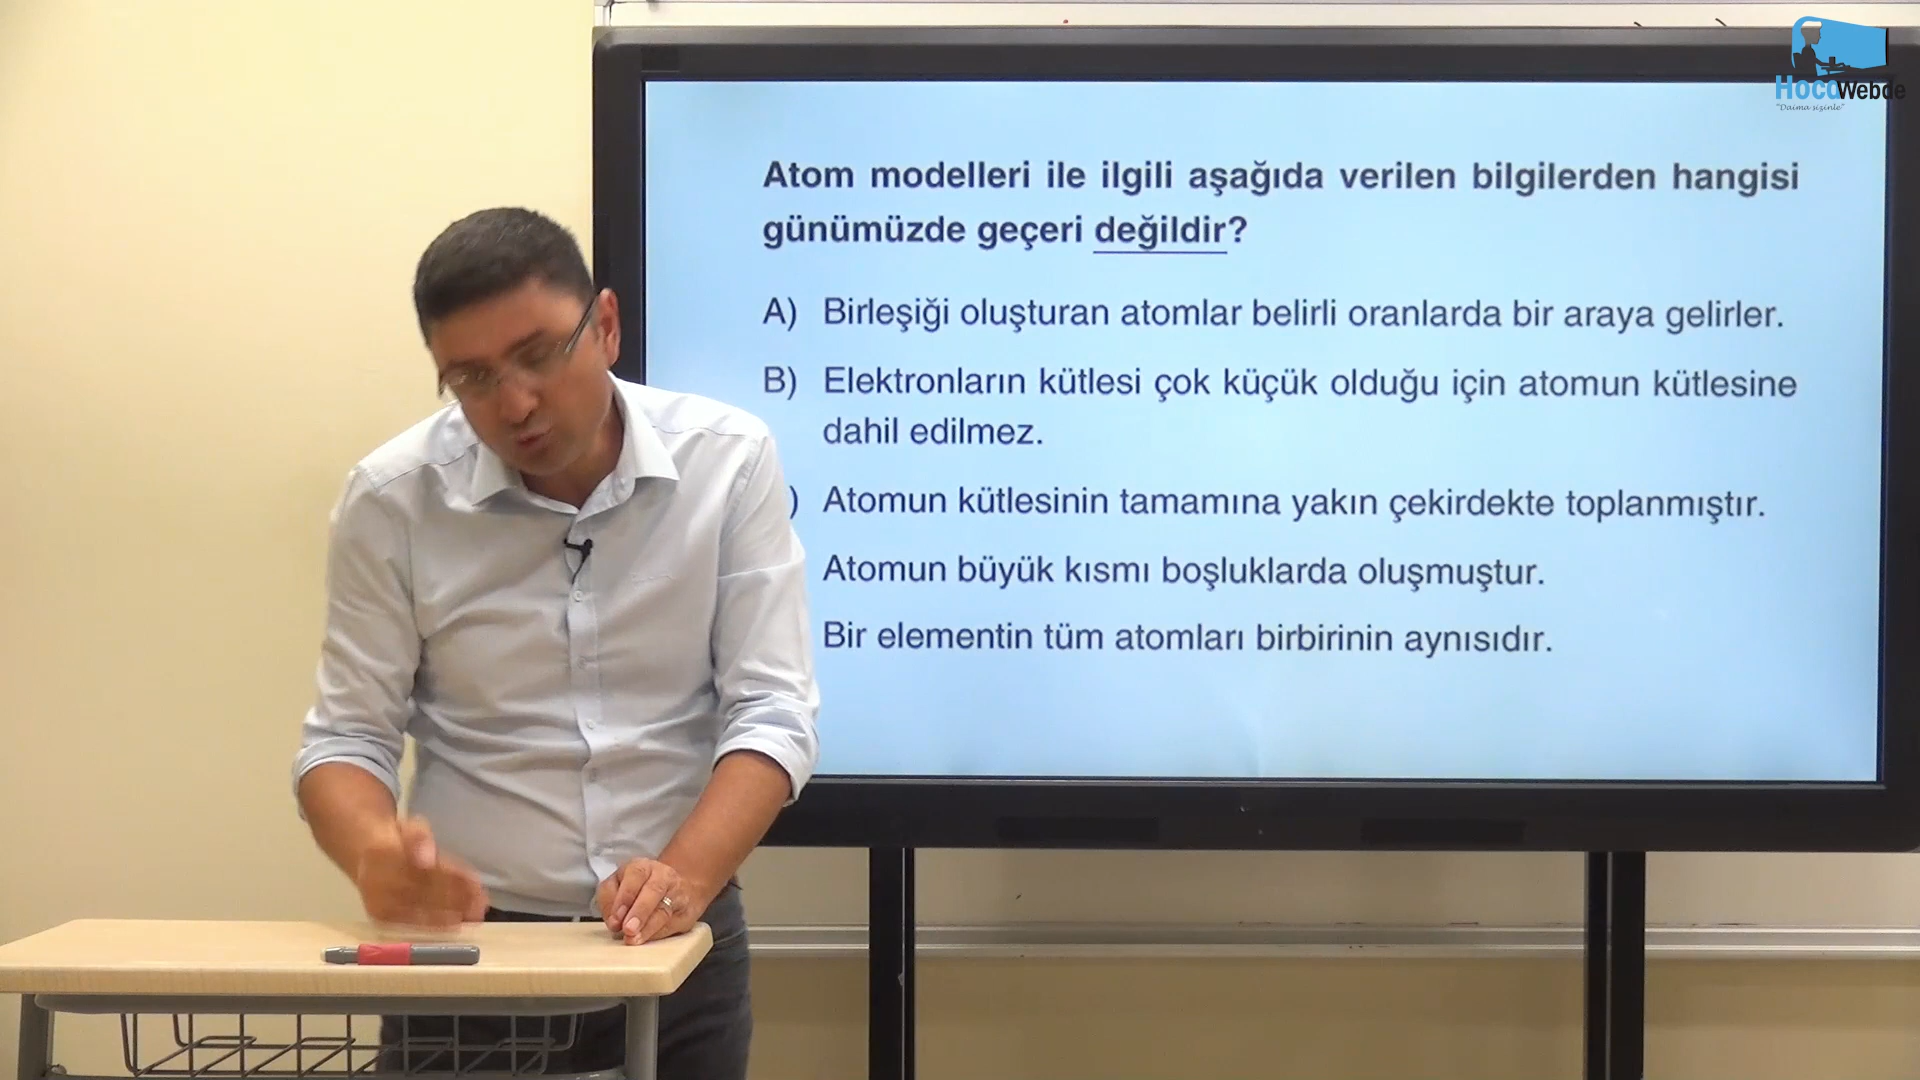 HocaWebde
"Daima sizinle"
Atom modelleri ile ilgili aşağıda verilen bilgilerden hangisi
günümüzde geçeri değildir?
A) Birleşiği oluşturan atomlar belirli oranlarda bir araya gelirler.
B) Elektronların kütlesi çok küçük olduğu için atomun kütlesine
dahil edilmez.
) Atomun kütlesinin tamamına yakın çekirdekte toplanmıştır.
Atomun büyük kısmı boşluklarda oluşmuştur.
Bir elementin tüm atomları birbirinin aynısıdır.